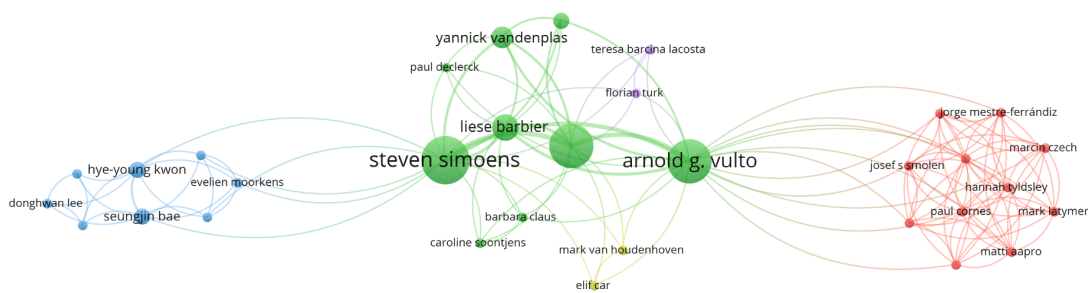 yannick vandenplas
teresa barcina lacosta
paul declerck
florian turk
liese barbier
steven simoens
arnold g. vulto
hye-young kwon
evelien moorkens
donghwan lee
seungjin bae
barbara claus
caroline soontjens
mark van houdenhoven
elif car
jorge mestre-ferrándiz
marcin czech
josef s smolen
hannah tyldsley
paul cornes
mark latymer
matti aapro